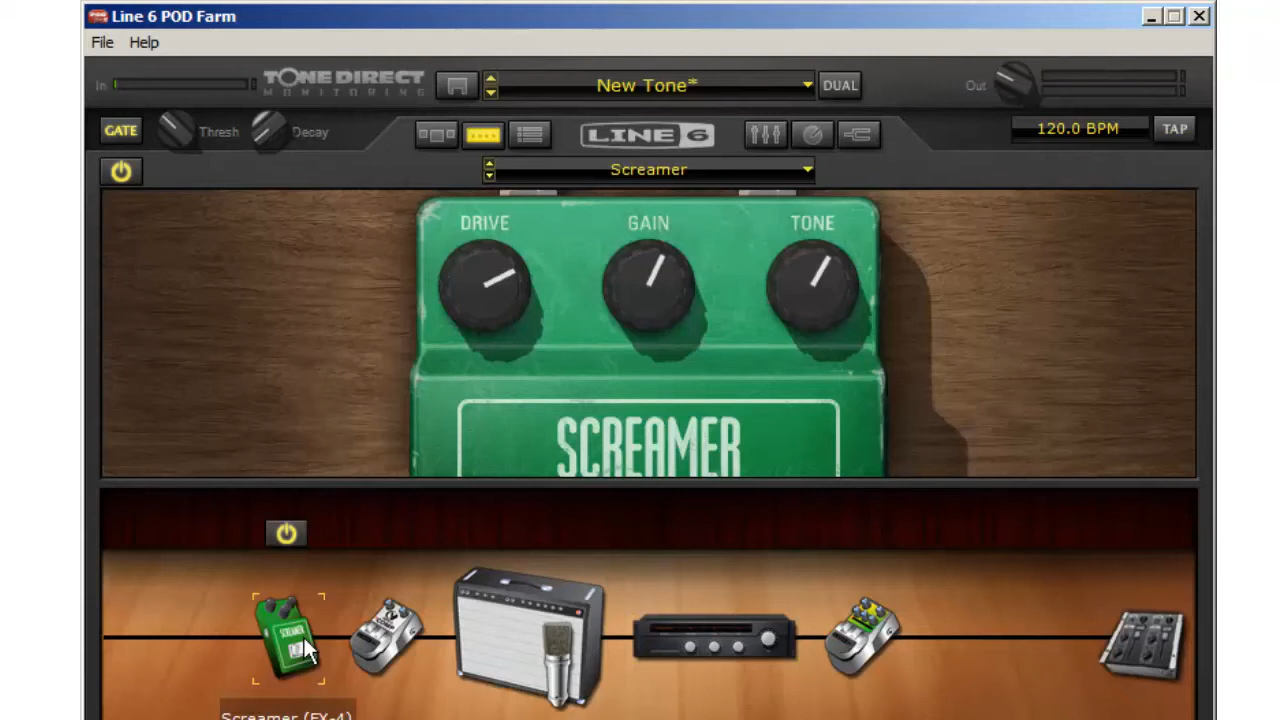 Line 6 POD Farm
File Help
In TONE DIRECT MONITORING New Tone* DUAL Out
GATE Thresh Decay LINE 6 120.0 BPM TAP
Screamer
DRIVE GAIN TONE
SCREAMER
SCREAMER
Screamer (FX-4)